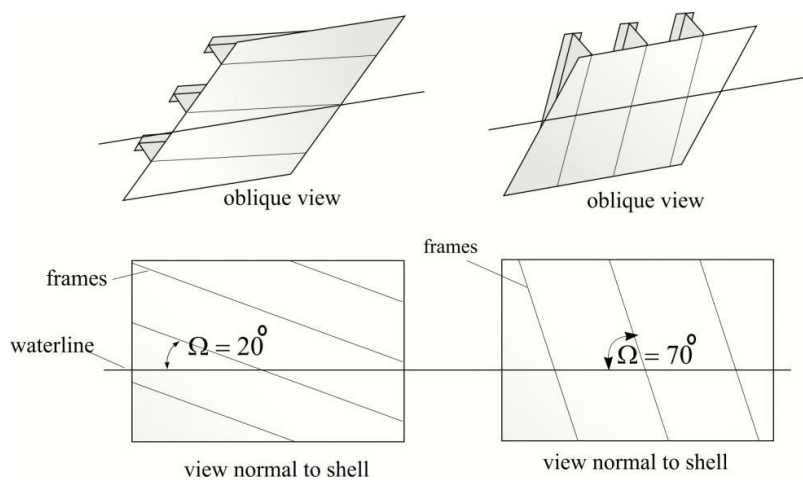 oblique view
oblique view
frames
waterline
Ω = 20°
view normal to shell
frames
Ω = 70°
view normal to shell